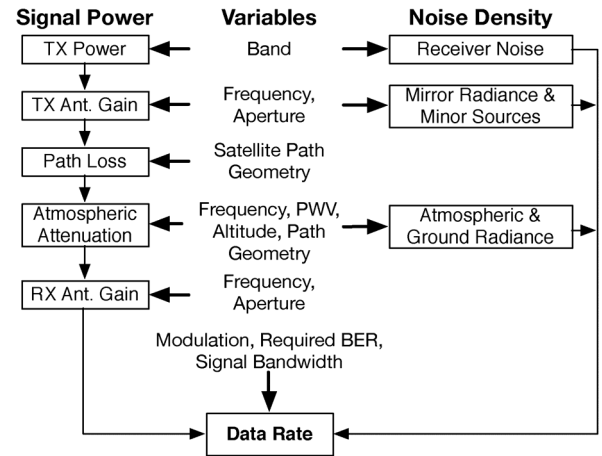 Signal Power
Variables
Noise Density
TX Power
Band
Receiver Noise
TX Ant. Gain
Frequency,
Aperture
Mirror Radiance &
Minor Sources
Path Loss
Satellite Path
Geometry
Atmospheric
Attenuation
Frequency, PWV,
Altitude, Path
Geometry
Atmospheric &
Ground Radiance
RX Ant. Gain
Frequency,
Aperture
Modulation, Required BER,
Signal Bandwidth
Data Rate